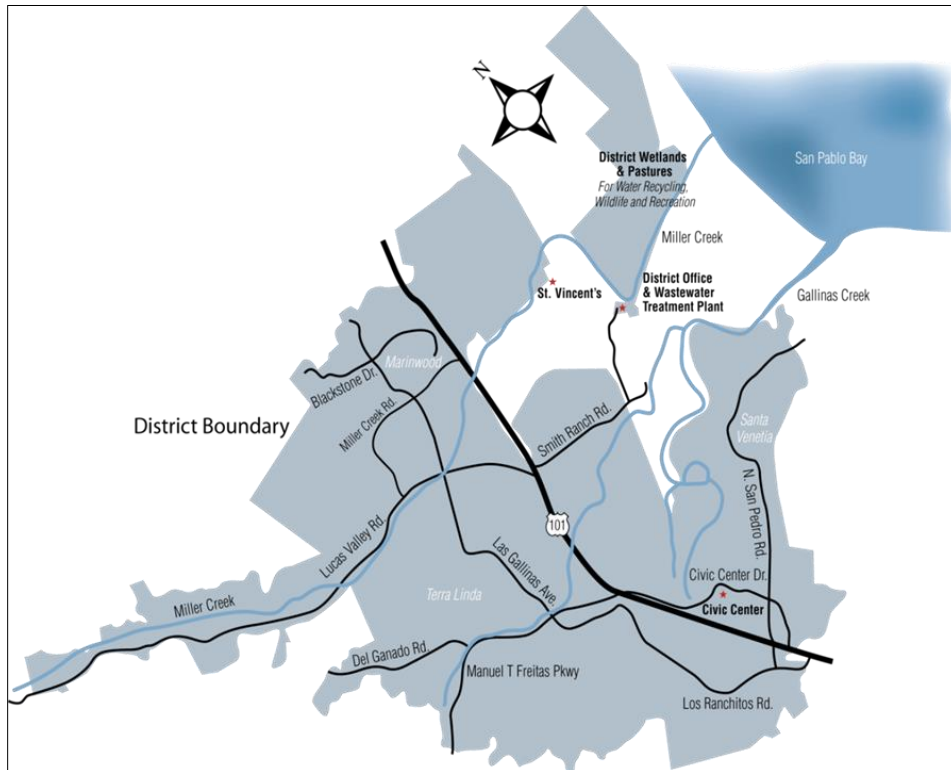 N
District Wetlands
& Pastures
For Water Recycling,
Wildlife and Recreation
San Pablo Bay
Miller Creek
St. Vincent's
District Office
& Wastewater
Treatment Plant
Gallinas Creek
Marinwood
Blackstone Dr.
Miller Creek Rd.
District Boundary
Smith Ranch Rd.
Santa
Venetia
N. San Pedro Rd.
Lucas Valley Rd.
101
Las Gallinas Ave.
Civic Center Dr.
Civic Center
Miller Creek
Terra Linda
Del Ganado Rd.
Manuel T Freitas Pkwy
Los Ranchitos Rd.